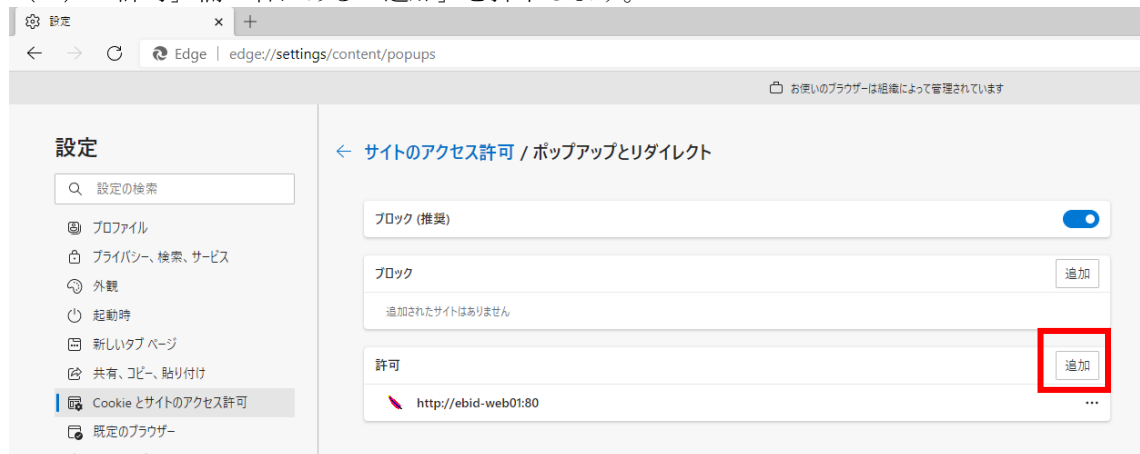 設定
Edge | edge://settings/content/popups
お使いのブラウザーは組織によって管理されています
設定
設定の検索
プロファイル
プライバシー、検索、サービス
外観
起動時
新しいタブ ページ
共有、コピー、貼り付け
Cookie とサイトのアクセス許可
既定のブラウザー
サイトのアクセス許可 / ポップアップとリダイレクト
ブロック (推奨)
ブロック
追加
追加されたサイトはありません
許可
追加
http://ebid-web01:80